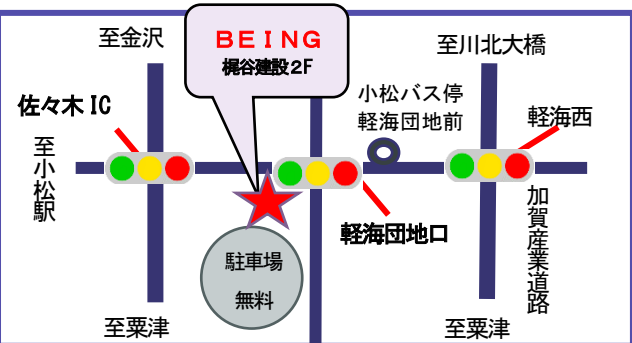 至金沢
BEING
梶谷建設2F
至川北大橋
佐々木IC
小松バス停
軽海団地前
軽海西
至小松駅
軽海団地口
加賀産業道路
駐車場
無料
至粟津
至粟津